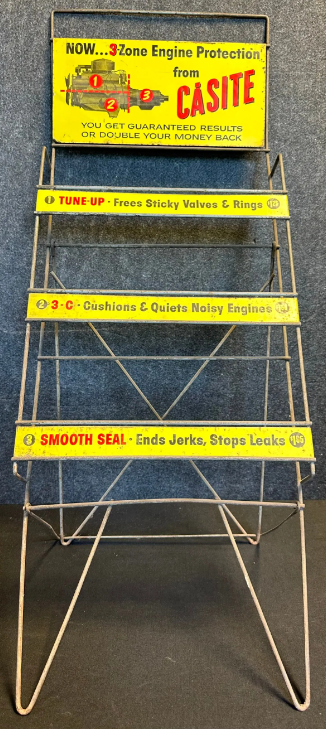 NOW...3-Zone Engine Protection
from
CASITE
1
2
3
YOU GET GUARANTEED RESULTS
OR DOUBLE YOUR MONEY BACK
1 TUNE-UP · Frees Sticky Valves & Rings
2 3-C · Cushions & Quiets Noisy Engines
3 SMOOTH SEAL · Ends Jerks, Stops Leaks